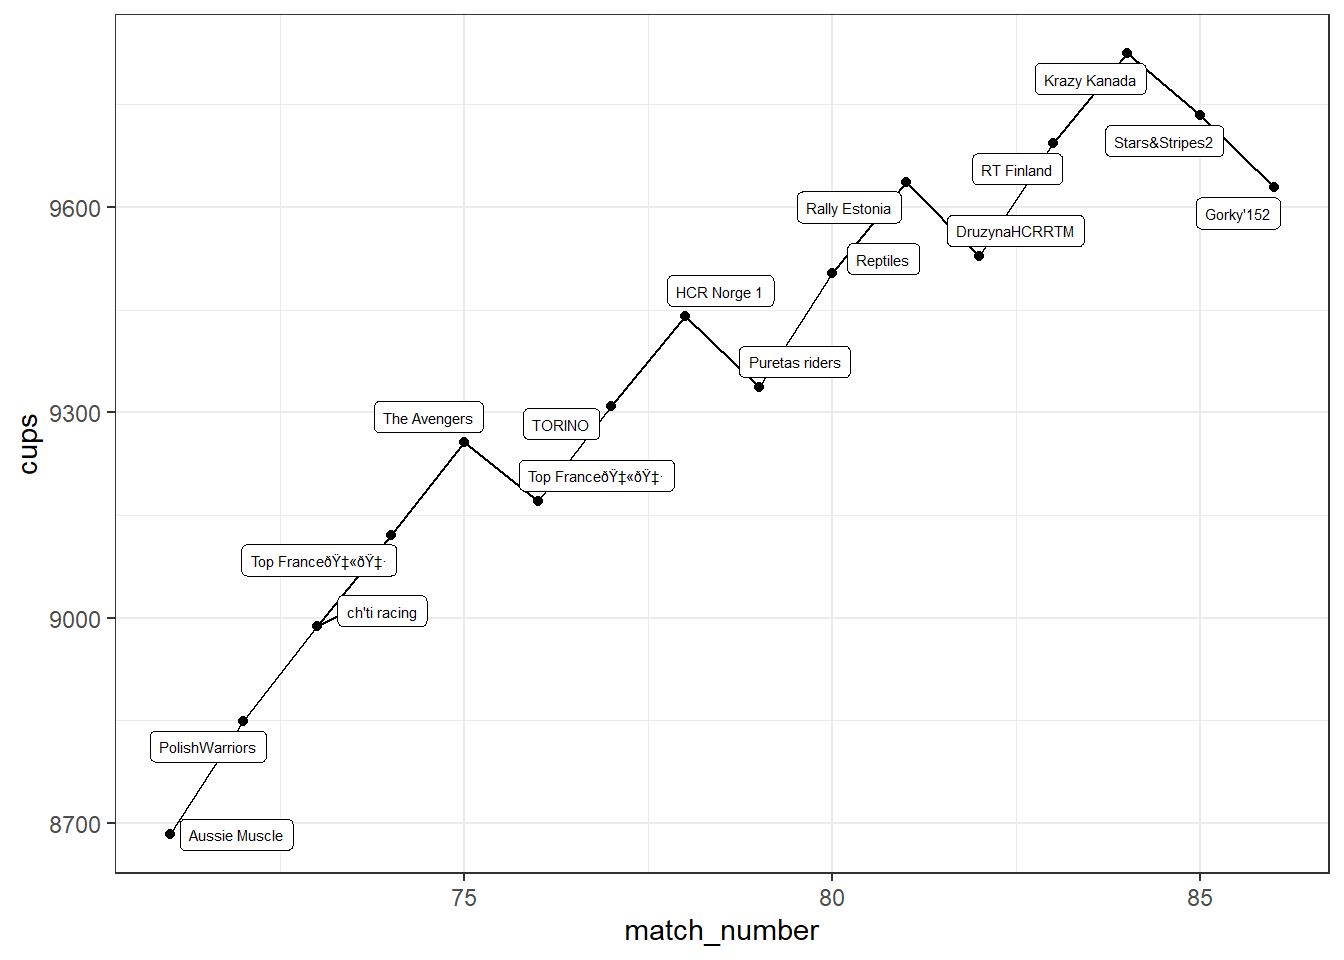 Krazy Kanada
Stars&Stripes2
RT Finland
9600
Rally Estonia
Gorky'152
DruzynaHCRRTM
Reptiles
HCR Norge 1
Puretas riders
9300
The Avengers
TORINO
cups
Top FranceðŸ‡«ðŸ‡·
Top FranceðŸ‡«ðŸ‡·
9000
ch'ti racing
PolishWarriors
8700
Aussie Muscle
75
80
85
match_number